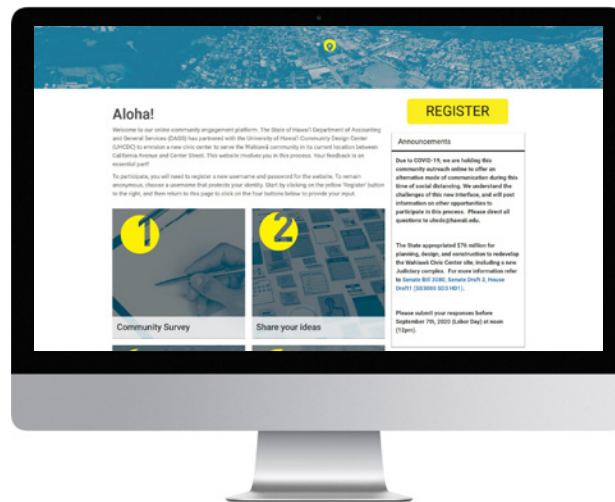 Aloha!
Welcome to our online community engagement platform. The State of Hawai'i Department of Accounting
and General Services (DAGS) has partnered with the University of Hawai'i Community Design Center
(UHCDC) to envision a new civic center to serve the Wahiawā community in its current location between
California Avenue and Center Street. This website involves you in this process. Your feedback is an
essential part!
To participate, you will need to register a new username and password for the website. To remain
anonymous, choose a username that protects your identity. Start by clicking on the yellow 'Register' button
to the right, and then return to this page to click on the four buttons below to provide your input.
1
Community Survey
2
Share your ideas
REGISTER
Announcements
Due to COVID-19, we are holding this
community outreach online to offer an
alternative mode of communication during this
time of social distancing. We understand the
challenges of this new interface, and will post
information on other opportunities to
participate in this process. Please direct all
questions to uhcdc@hawaii.edu.
The State appropriated $76 million for
planning, design, and construction to redevelop
the Wahiawā Civic Center site, including a new
Judiciary complex. For more information refer
to Senate Bill 3080, Senate Draft 3, House
Draft1
Please submit your responses before
September 7th, 2020 (Labor Day) at noon
(12pm).